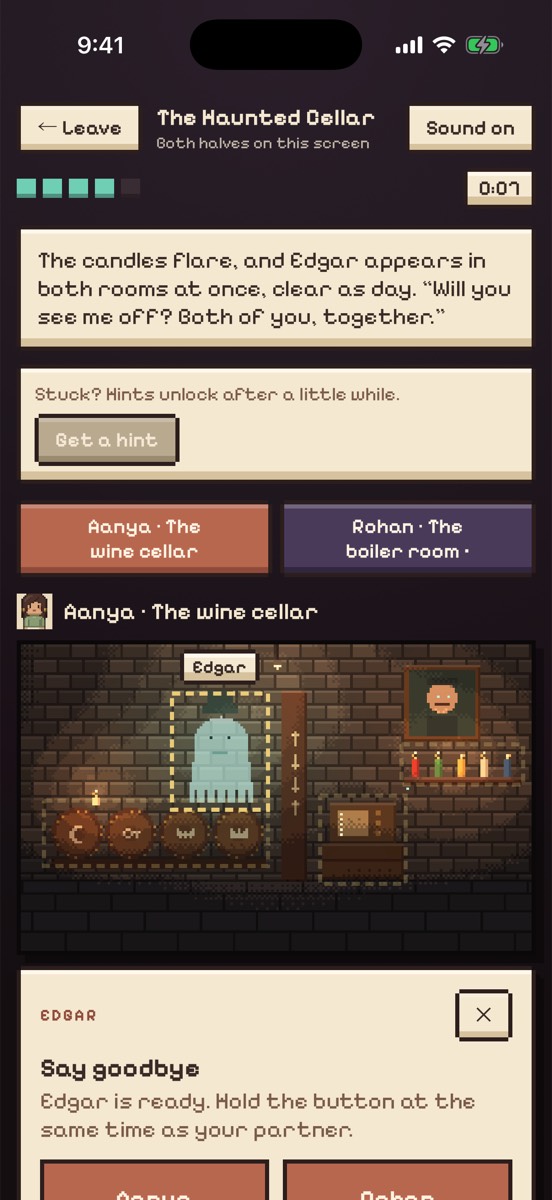 9:41
← Leave
The Haunted Cellar
Both halves on this screen
Sound on
0:07
The candles flare, and Edgar appears in
both rooms at once, clear as day. “Will you
see me off? Both of you, together.”
Stuck? Hints unlock after a little while.
Get a hint
Aanya · The
wine cellar
Rohan · The
boiler room ·
Aanya · The wine cellar
Edgar
EDGAR
Say goodbye
Edgar is ready. Hold the button at the
same time as your partner.
Aanya
Rohan